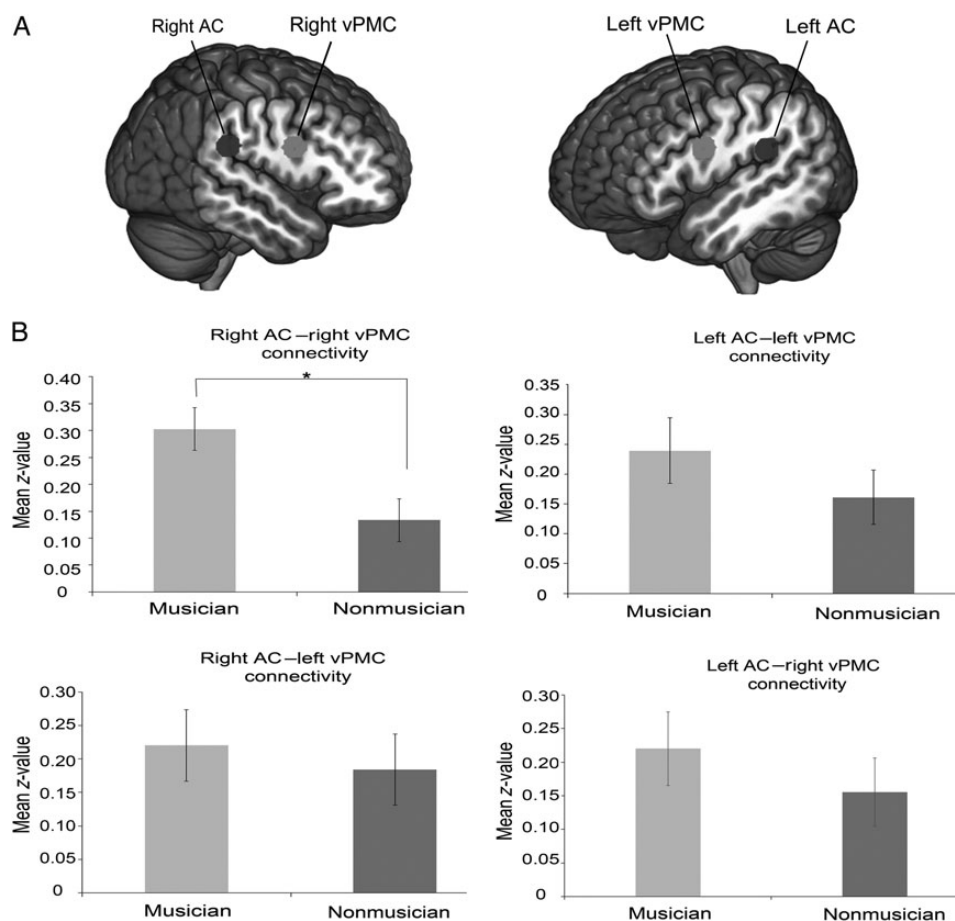 A
Right AC
Right vPMC
Left vPMC
Left AC
B
Right AC–right vPMC
connectivity
*
Mean z-value
0.40
0.35
0.30
0.25
0.15
0.10
0.05
0
Musician
Nonmusician
Left AC–left vPMC
connectivity
Mean z-value
0.35
0.30
0.25
0.20
0.15
0.10
0.05
0
Musician
Nonmusician
Right AC–left vPMC
connectivity
Mean z-value
0.30
0.25
0.20
0.15
0.10
0.05
0
Musician
Nonmusician
Left AC–right vPMC
connectivity
Mean z-value
0.30
0.25
0.20
0.15
0.10
0.05
0
Musician
Nonmusician